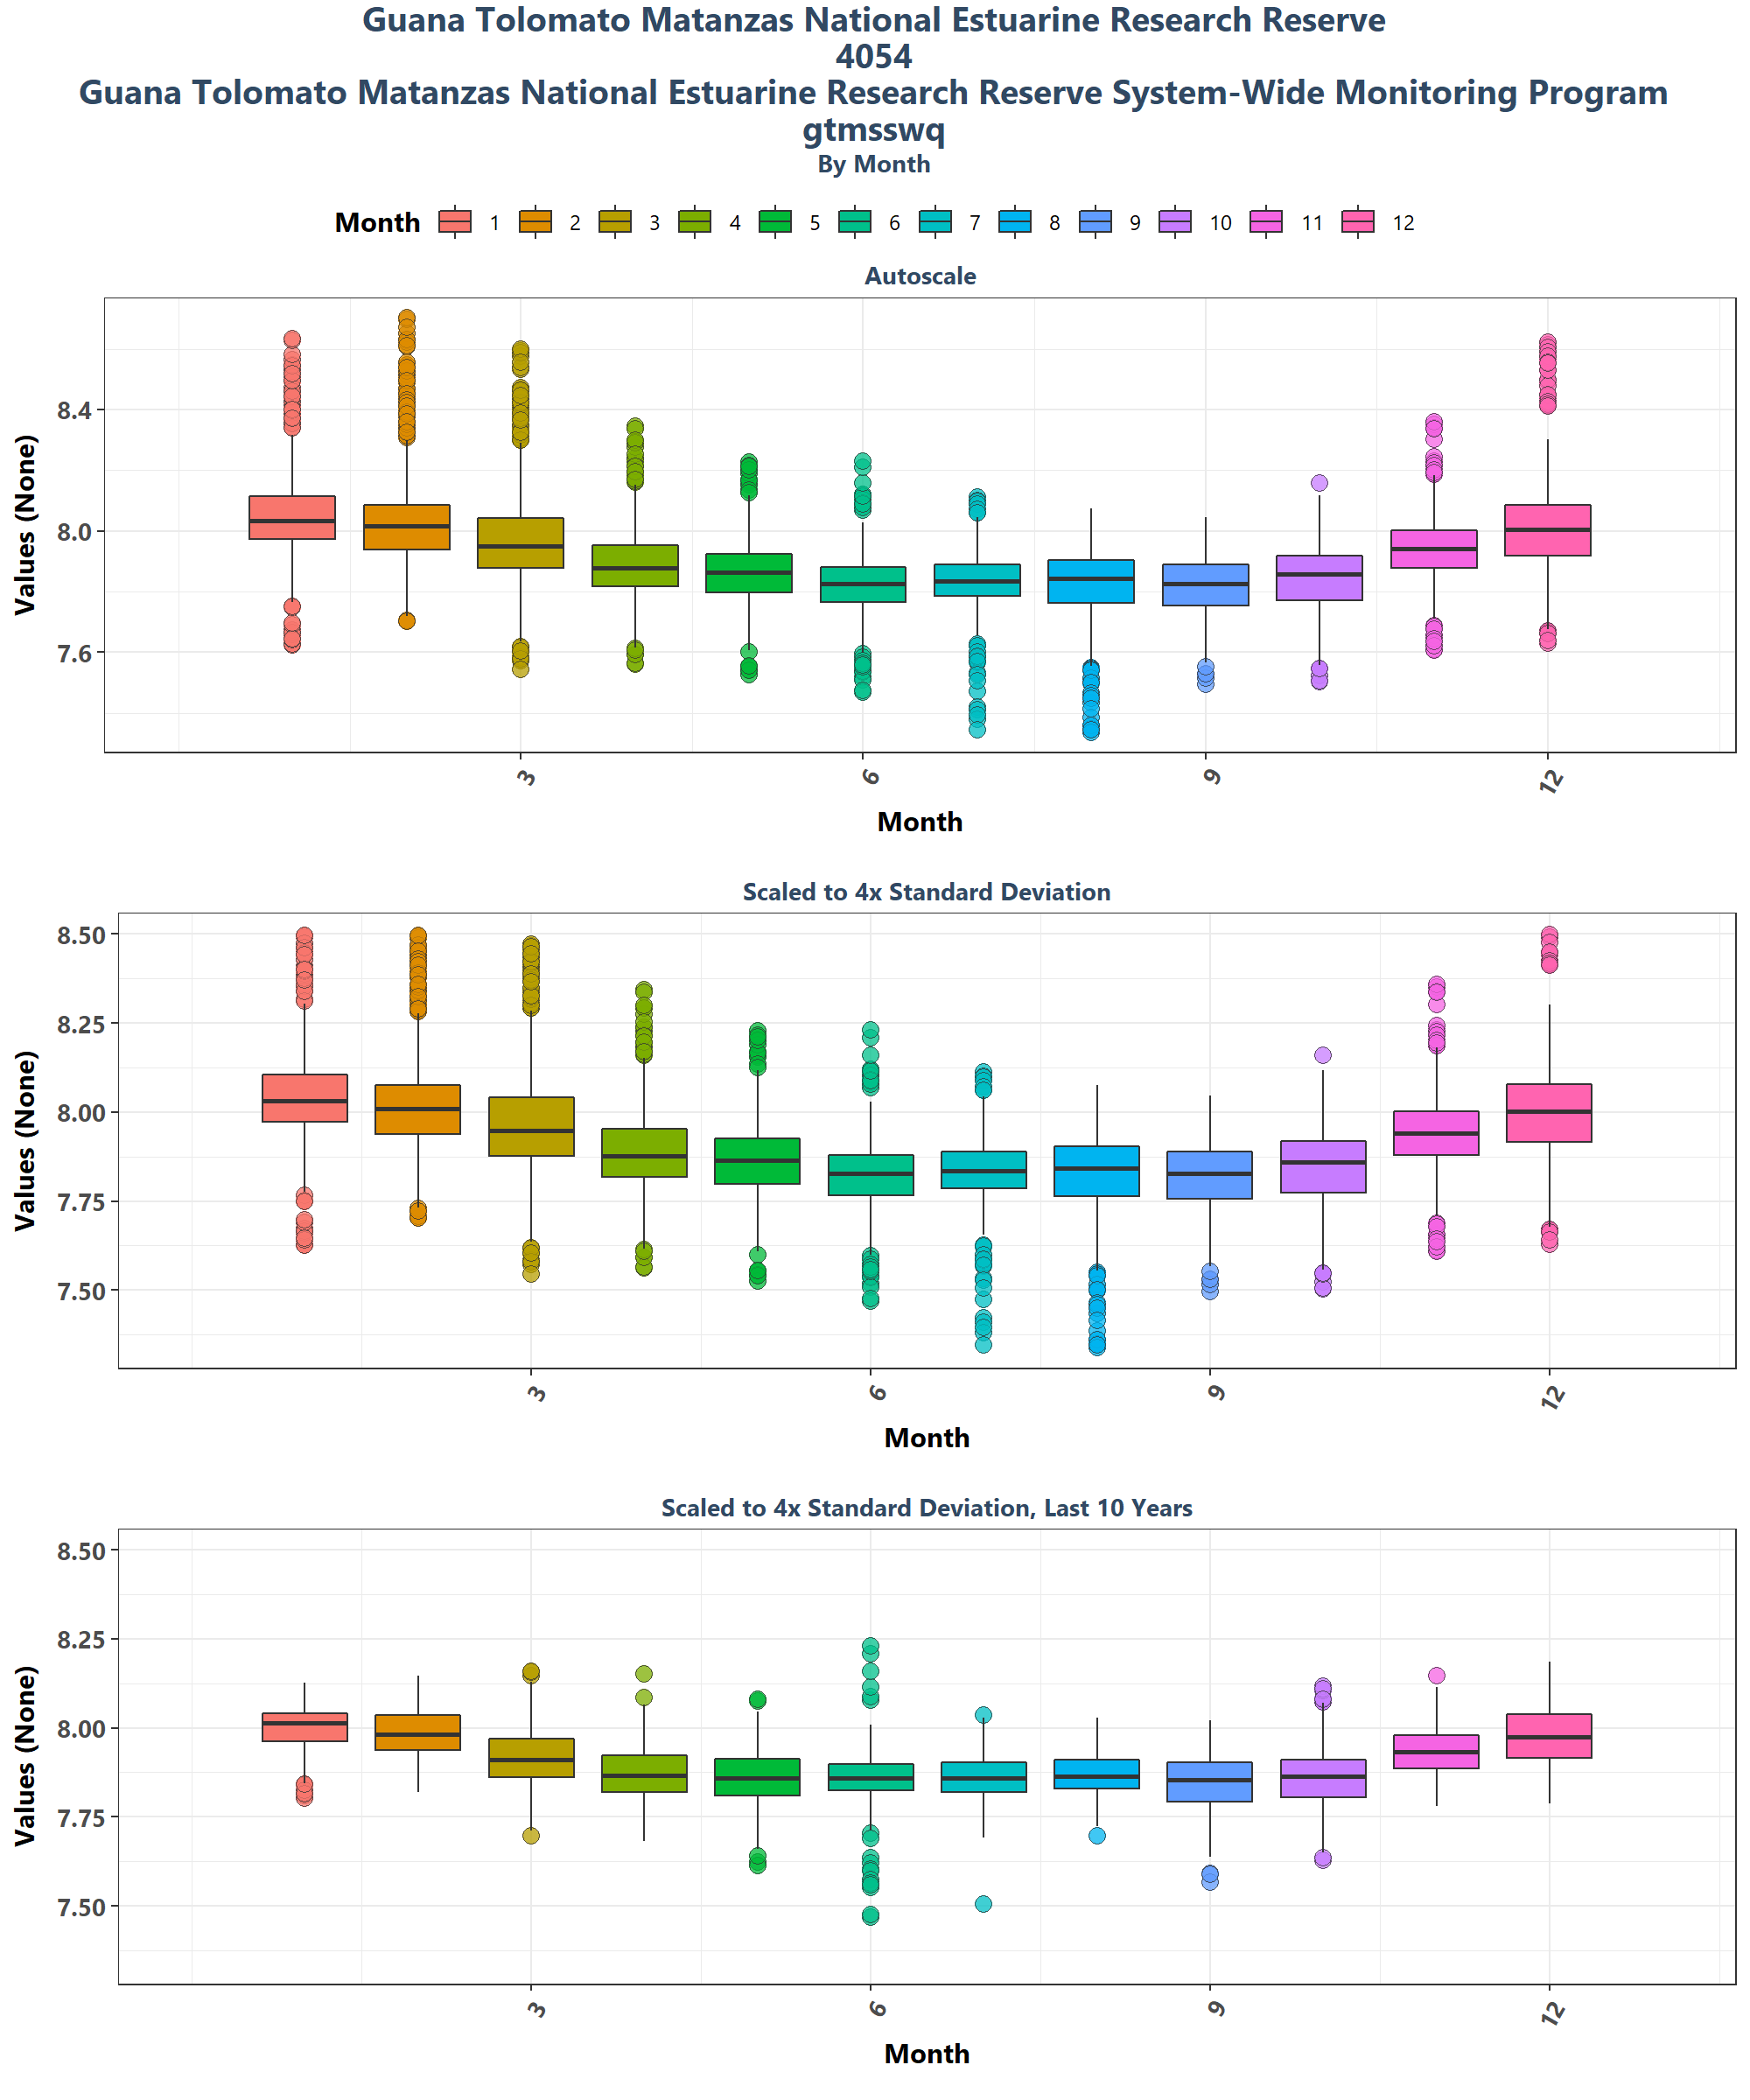 Guana Tolomato Matanzas National Estuarine Research Reserve
4054
Guana Tolomato Matanzas National Estuarine Research Reserve System-Wide Monitoring Program
gtmsswq
By Month
Month 1 2 3 4 5 6 7 8 9 10 11 12
Autoscale
Values (None)
8.4
8.0
7.6
3 6 9 12
Month
Scaled to 4x Standard Deviation
Values (None)
8.50
8.25
8.00
7.75
7.50
3 6 9 12
Month
Scaled to 4x Standard Deviation, Last 10 Years
Values (None)
8.50
8.25
8.00
7.75
7.50
3 6 9 12
Month